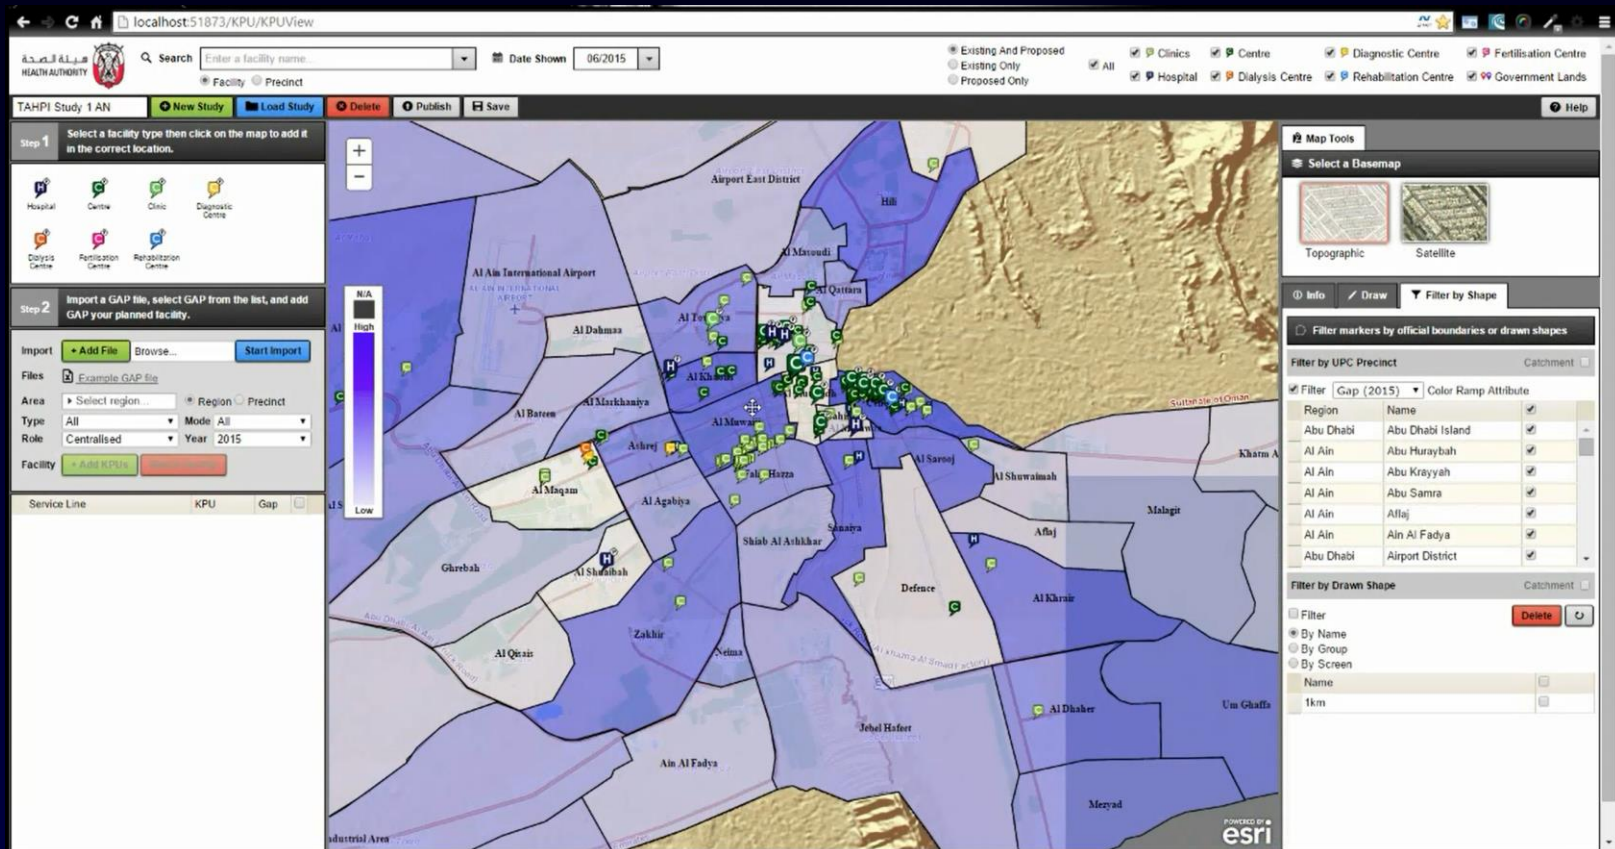 localhost:51873/KPU/KPUView
هيئة الصحة
HEALTH AUTHORITY
Search
Enter a facility name...
Facility
Precinct
Date Shown
06/2015
Existing And Proposed
Existing Only
Proposed Only
All
Clinics
Centre
Diagnostic Centre
Fertilisation Centre
Hospital
Dialysis Centre
Rehabilitation Centre
Government Lands
TAHPI Study 1 AN
New Study
Load Study
Delete
Publish
Save
Help
Step 1
Select a facility type then click on the map to add it
in the correct location.
Hospital
Centre
Clinic
Diagnostic
Centre
Dialysis
Centre
Fertilisation
Centre
Rehabilitation
Centre
Step 2
Import a GAP file, select GAP from the list, and add
GAP your planned facility.
Import
+ Add File
Browse...
Start Import
Files
Example GAP file
Area
Select region...
Region
Precinct
Type
All
Mode
All
Role
Centralised
Year
2015
Facility
+ Add KPUs
Service Line
KPU
Gap
+
−
N/A
High
Low
Airport East District
Hili
Al Masoudi
Al Ain International Airport
AL AIN INTERNATIONAL
AIRPORT
Al Qattara
Al Dahmaa
Al Markhaniya
Al Bateen
Ashrej
Al Maqam
Al Agabiya
Shiab Al Ashkhar
Sanaiya
Al Sarooj
Al Shuwaimah
Sultanate of Oman
Malagit
Aflaj
Ghrebah
Al Shuaibah
Defence
Al Khrair
Zakhir
Neima
Al Qisais
Al Dhaher
Um Ghaffa
Jebel Hafeet
Ain Al Fadya
Mezyad
POWERED BY
esri
Map Tools
Select a Basemap
Topographic
Satellite
Info
Draw
Filter by Shape
Filter markers by official boundaries or drawn shapes
Filter by UPC Precinct
Catchment
Filter
Gap (2015)
Color Ramp Attribute
Region Name
Abu Dhabi Abu Dhabi Island
Al Ain Abu Huraybah
Al Ain Abu Krayyah
Al Ain Abu Samra
Al Ain Aflaj
Al Ain Ain Al Fadya
Abu Dhabi Airport District
Filter by Drawn Shape
Catchment
Filter
Delete
By Name
By Group
By Screen
Name
1km